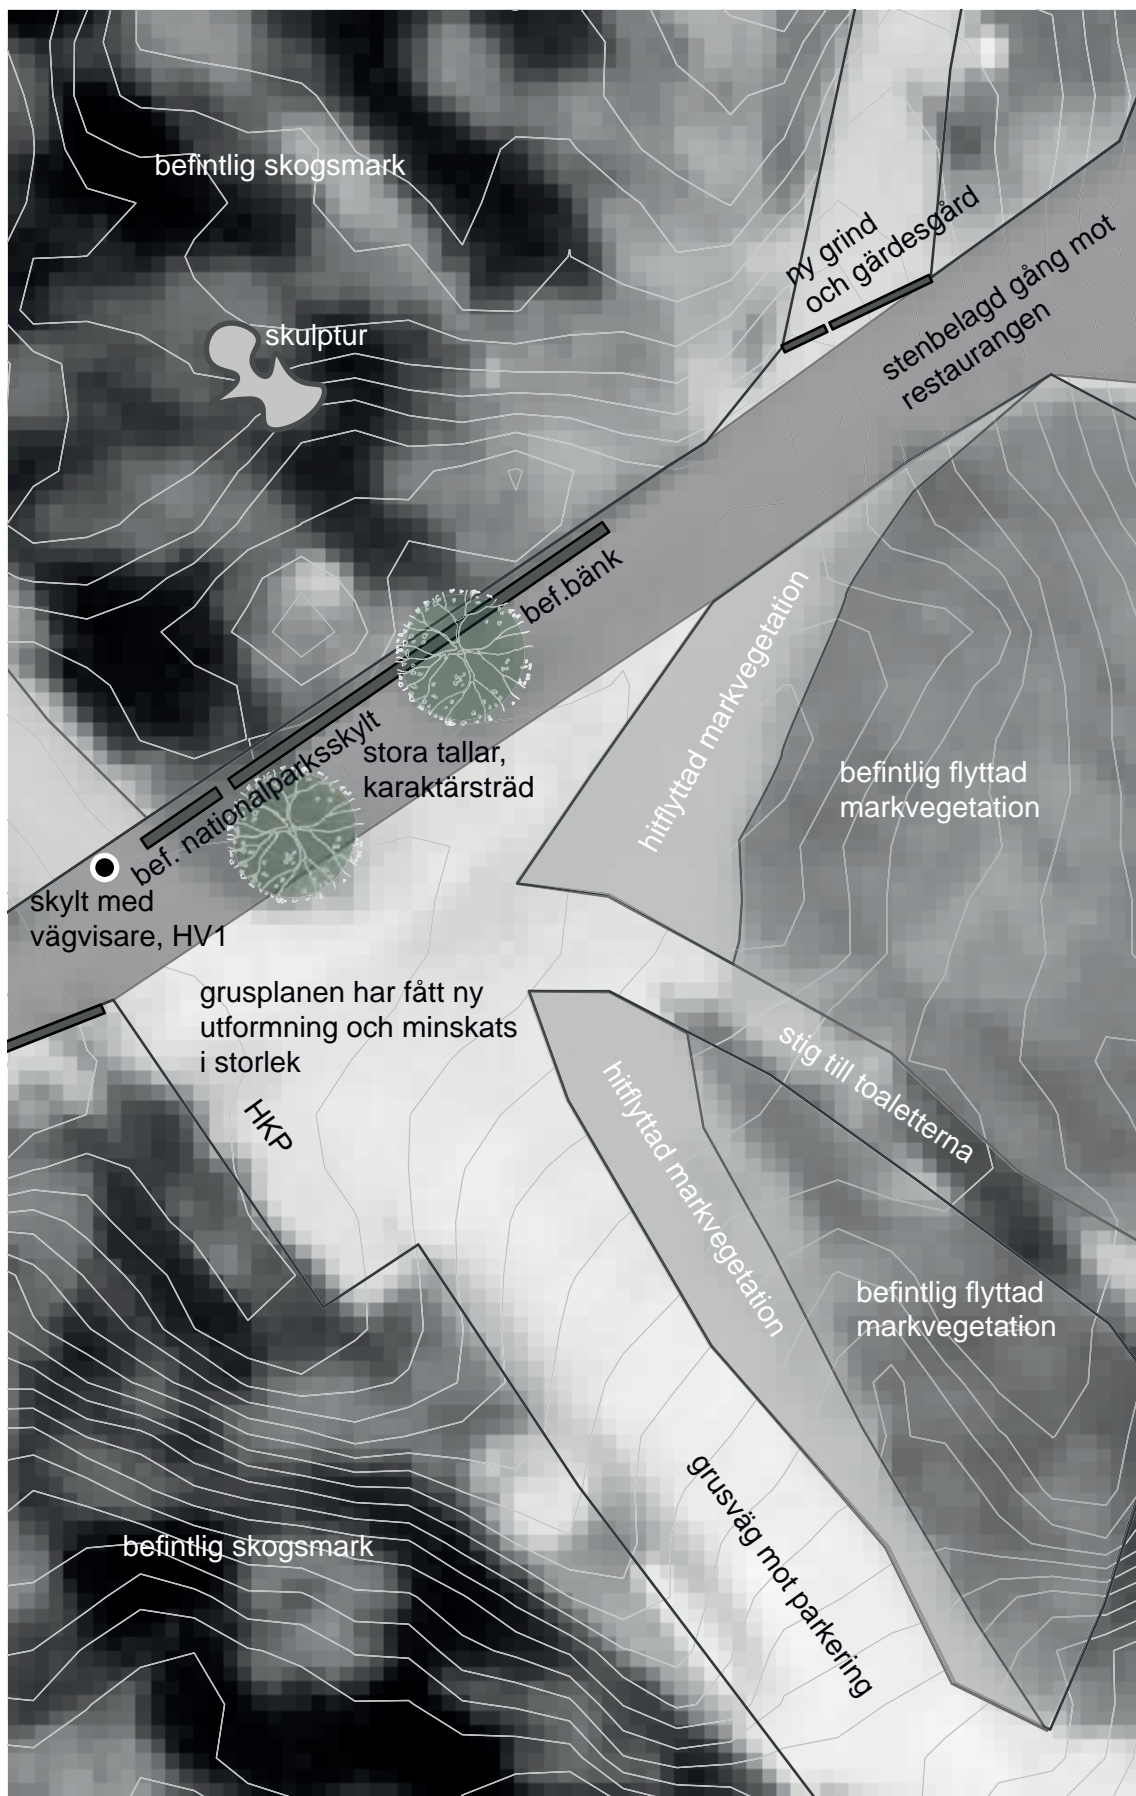 befintlig skogsmark
ny grind
och gärdesgård
stenbelagd gång mot
restaurangen
skulptur
bef.bänk
hitflyttad markvegetation
bef. nationalparksskylt
stora tallar,
karaktärsträd
befintlig flyttad
markvegetation
skylt med
vägvisare, HV1
grusplanen har fått ny
utformning och minskats
i storlek
stig till toaletterna
HKP
hitflyttad markvegetation
befintlig flyttad
markvegetation
grusväg mot parkering
befintlig skogsmark